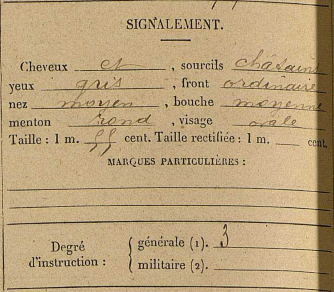 SIGNALEMENT.
Cheveux et, sourcils châtains
yeux gris, front ordinaire
nez moyen, bouche moyenne
menton rond, visage ovale
Taille : 1 m. 55 cent. Taille rectifiée : 1 m. cent.
MARQUES PARTICULIÈRES :
Degré d'instruction :
générale (1). 3
militaire (2).